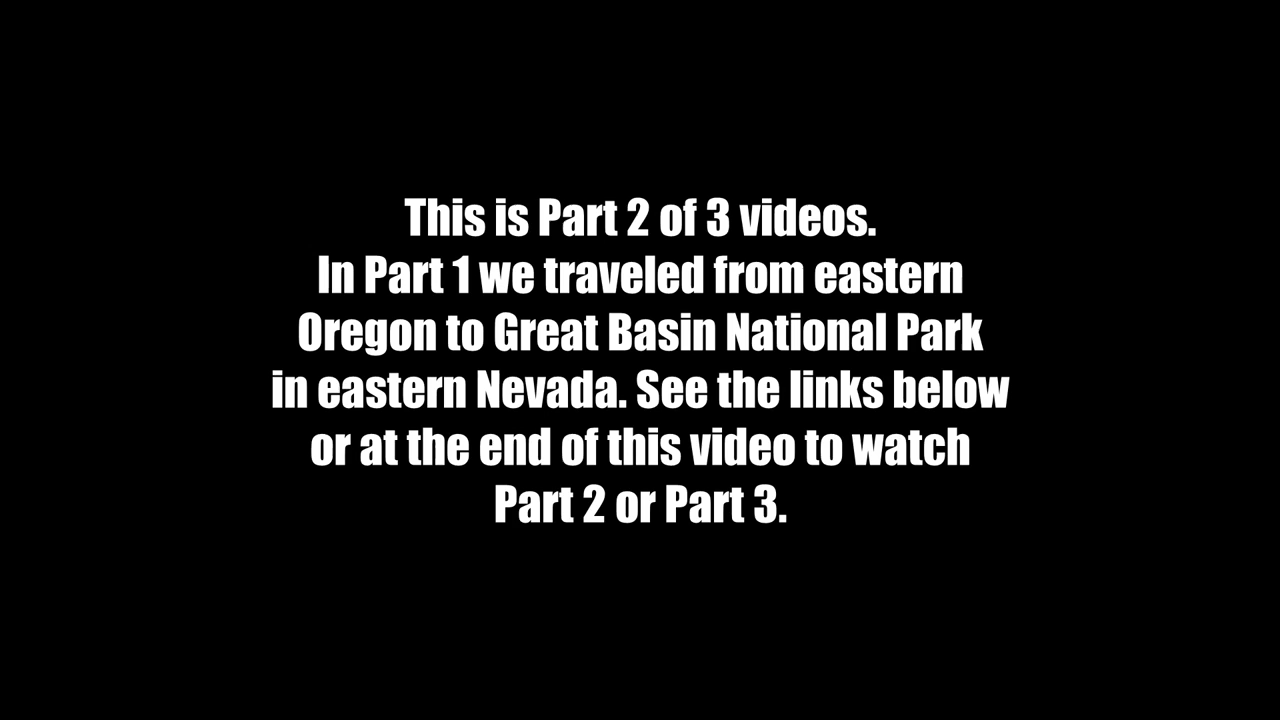 This is Part 2 of 3 videos.
In Part 1 we traveled from eastern
Oregon to Great Basin National Park
in eastern Nevada. See the links below
or at the end of this video to watch
Part 2 or Part 3.